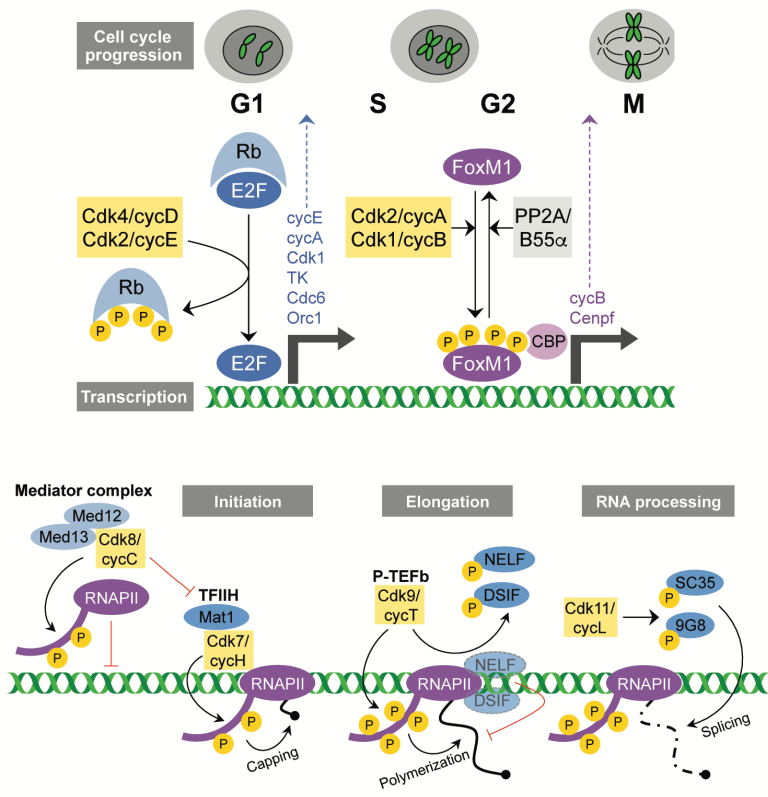 Cell cycle
progression
G1
S
G2
M
Rb
E2F
Cdk4/cycD
Cdk2/cycE
Rb
P
P
P
P
E2F
cycE
cycA
Cdk1
TK
Cdc6
Orc1
FoxM1
Cdk2/cycA
Cdk1/cycB
PP2A/
B55α
P
P
P
P
FoxM1
CBP
cycB
Cenpf
Transcription
Mediator complex
Med12
Med13
Cdk8/
cycC
RNAPII
P
P
Initiation
TFIIH
Mat1
Cdk7/
cycH
RNAPII
P
P
Capping
Elongation
P-TEFb
Cdk9/
cycT
NELF
P
DSIF
P
NELF
RNAPII
DSIF
P
P
P
P
P
Polymerization
RNA processing
Cdk11/
cycL
SC35
P
9G8
P
RNAPII
P
P
P
P
P
Splicing